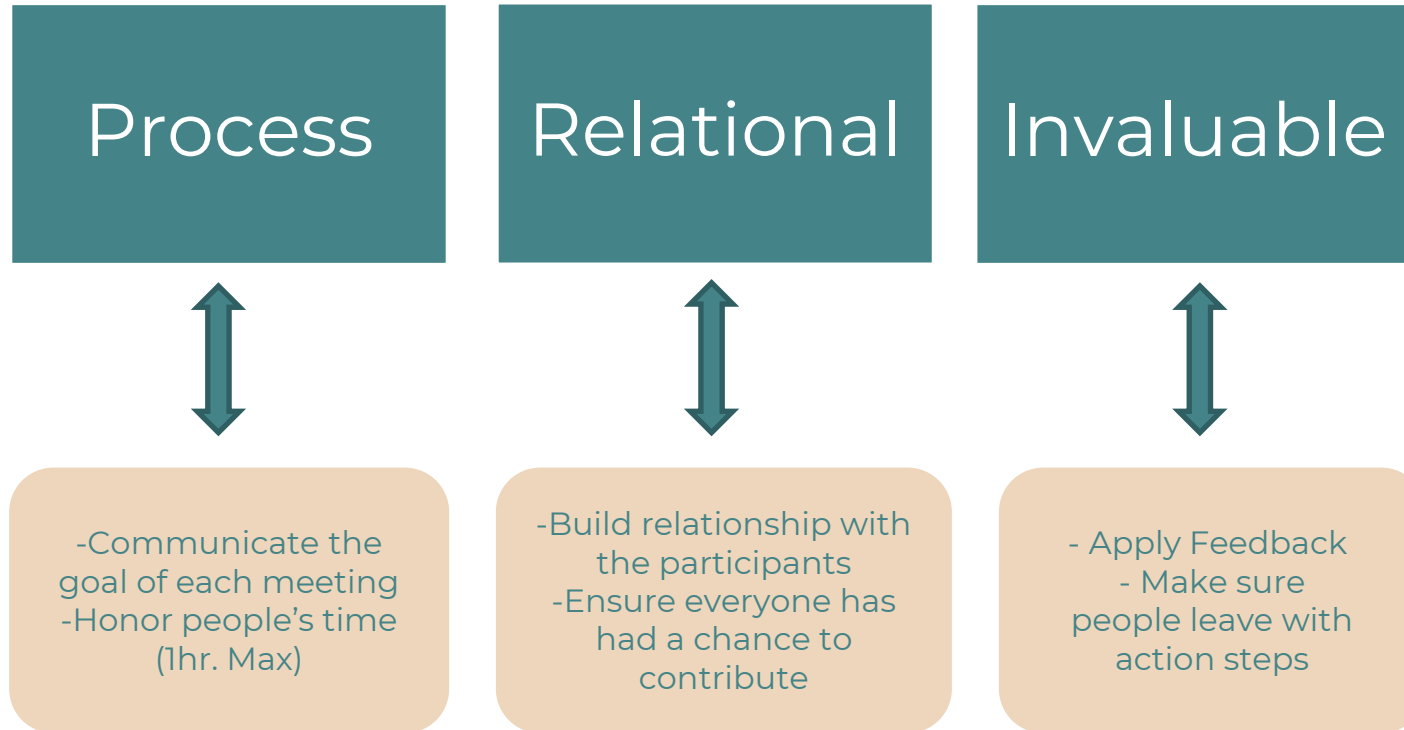 Process
Relational
Invaluable
-Communicate the
goal of each meeting
-Honor people’s time
(1hr. Max)
-Build relationship with
the participants
-Ensure everyone has
had a chance to
contribute
- Apply Feedback
- Make sure
people leave with
action steps